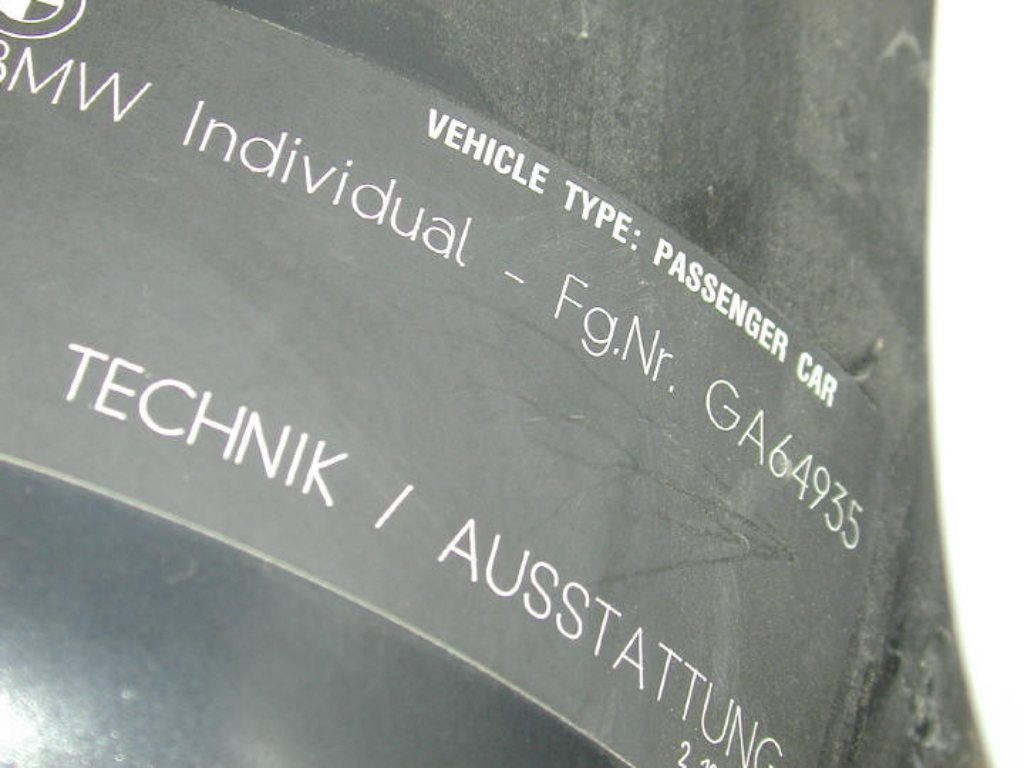 VEHICLE TYPE: PASSENGER CAR
BMW Individual - Fg.Nr. GA64935
TECHNIK / AUSSTATTUNG